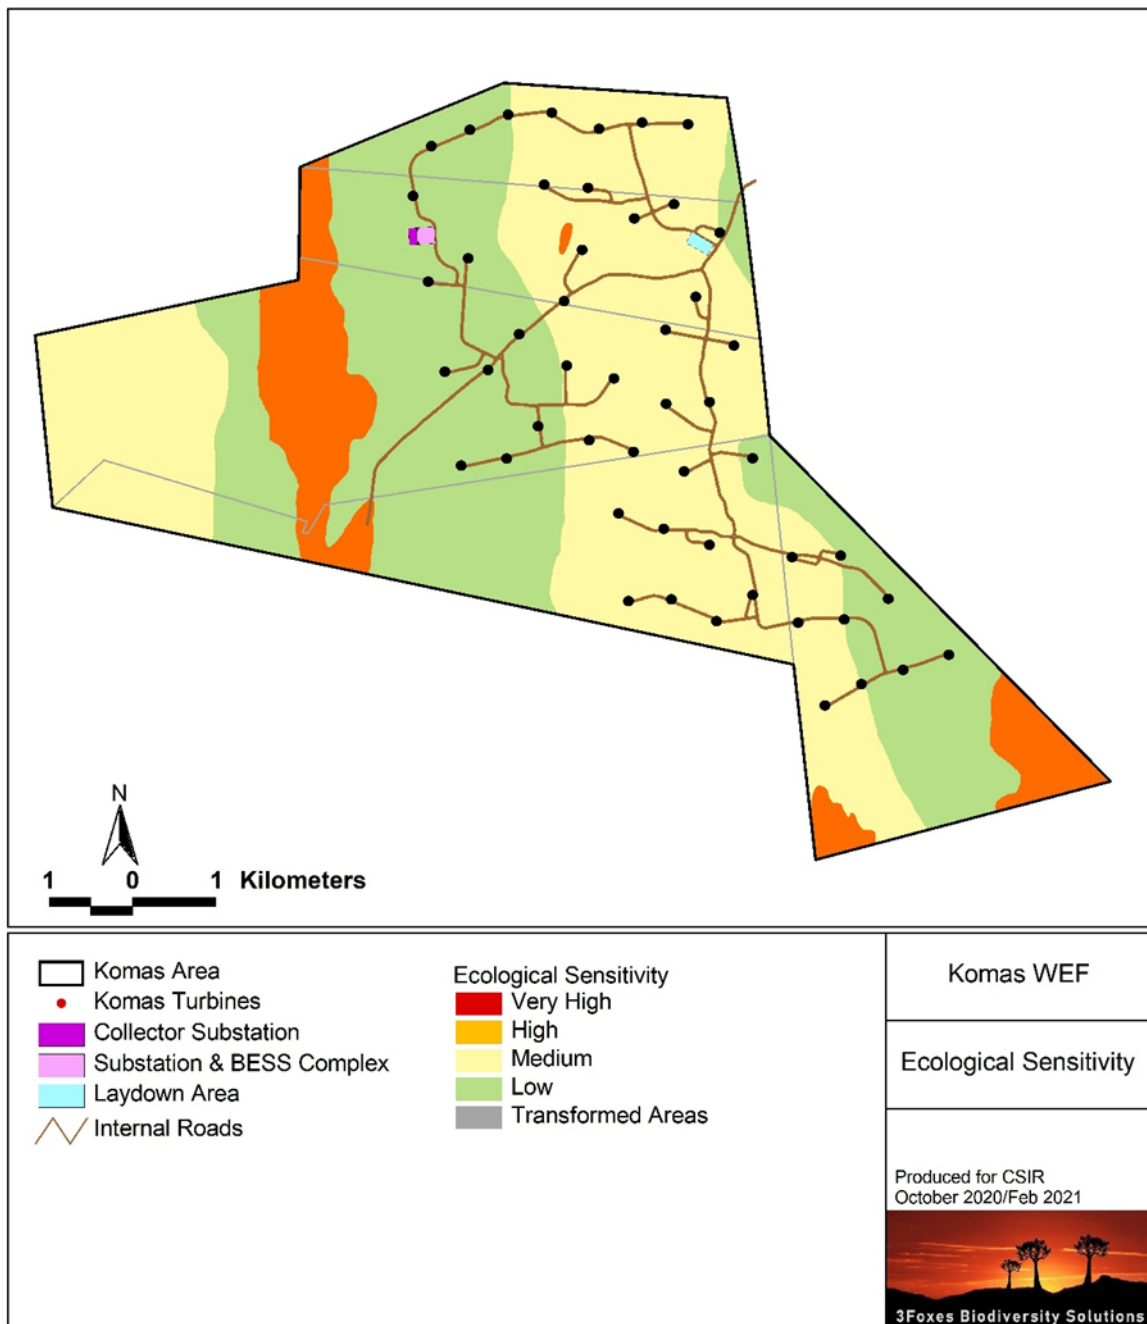 N
1 0 1 Kilometers
Komas Area
Komas Turbines
Collector Substation
Substation & BESS Complex
Laydown Area
Internal Roads
Ecological Sensitivity
Very High
High
Medium
Low
Transformed Areas
Komas WEF
Ecological Sensitivity
Produced for CSIR
October 2020/Feb 2021
3Foxes Biodiversity Solutions